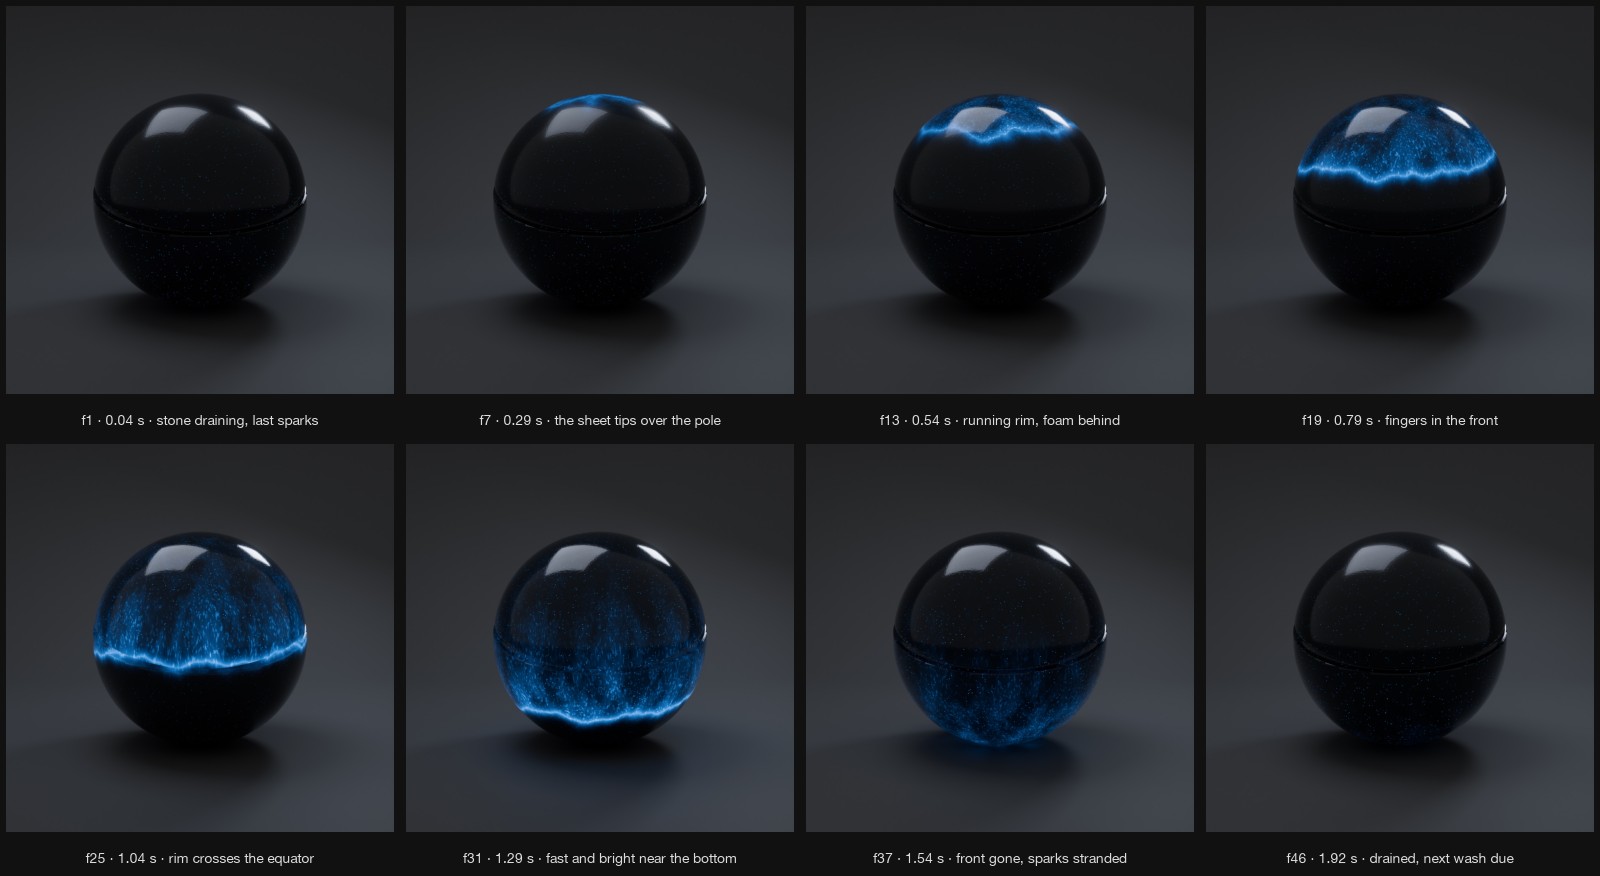 f1 · 0.04 s · stone draining, last sparks
f7 · 0.29 s · the sheet tips over the pole
f13 · 0.54 s · running rim, foam behind
f19 · 0.79 s · fingers in the front
f25 · 1.04 s · rim crosses the equator
f31 · 1.29 s · fast and bright near the bottom
f37 · 1.54 s · front gone, sparks stranded
f46 · 1.92 s · drained, next wash due